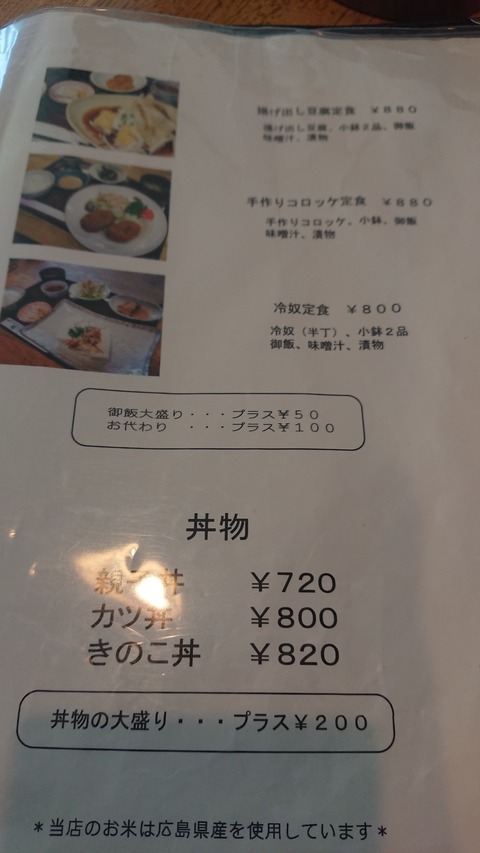 揚げ出し豆腐定食　￥８８０
揚げ出し豆腐、小鉢２品、御飯
味噌汁、漬物
手作りコロッケ定食　￥８８０
手作りコロッケ、小鉢、御飯
味噌汁、漬物
冷奴定食　￥８００
冷奴（半丁）、小鉢２品
御飯、味噌汁、漬物
御飯大盛り・・・プラス￥５０
お代わり　・・・プラス￥１００
丼物
親子丼　￥720
カツ丼　￥800
きのこ丼　￥820
丼物の大盛り・・・プラス￥２００
＊当店のお米は広島県産を使用しています＊